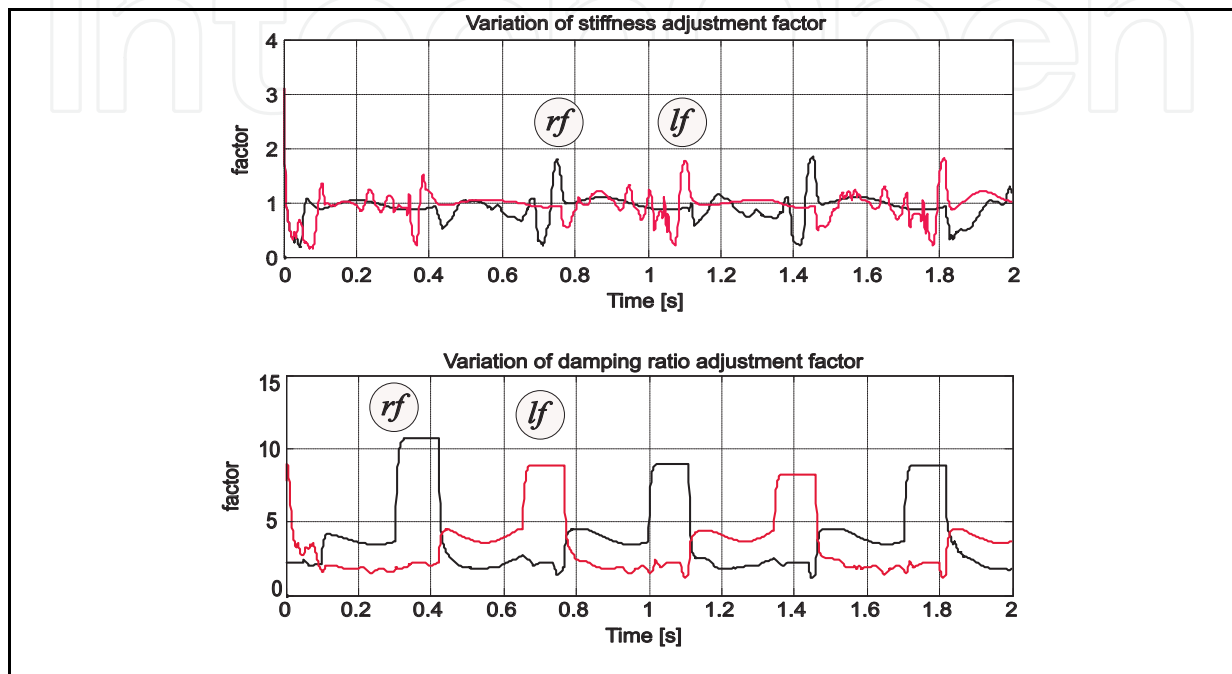 IntechOpen
Variation of stiffness adjustment factor
4
3
2
1
0
factor
rf
lf
0 0.2 0.4 0.6 0.8 1 1.2 1.4 1.6 1.8 2
Time [s]
Variation of damping ratio adjustment factor
15
10
5
0
factor
rf
lf
0 0.2 0.4 0.6 0.8 1 1.2 1.4 1.6 1.8 2
Time [s]